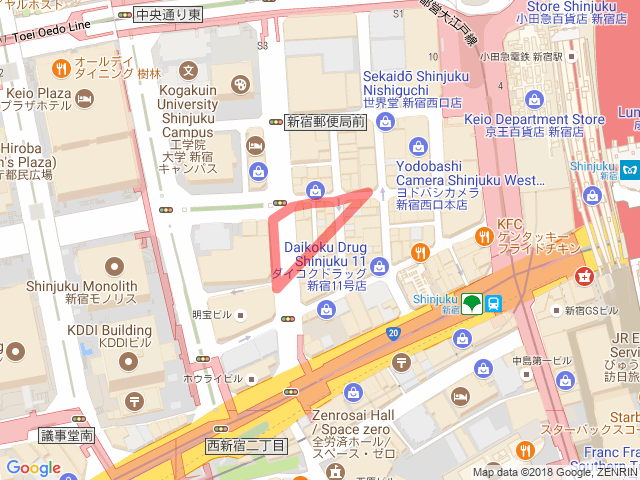 イヤルホスト
中央通り東
Toei Oedo Line
都営大江戸線
S3
S1
Store Shinjuku
小田急百貨店 新宿店
小田急電鉄 新宿駅
オールデイ
ダイニング 樹林
Keio Plaza
プラザホテル
Kogakuin
University
Shinjuku
Campus
工学院
大学 新宿
キャンパス
新宿郵便局前
Sekaidō Shinjuku
Nishiguchi
世界堂 新宿西口店
Keio Department Store
京王百貨店 新宿店
Lun
Hiroba
n's Plaza)
庁都民広場
Shinjuku
新宿
Yodobashi
Camera Shinjuku West...
ヨドバシカメラ
新宿西口本店
KFC
ケンタッキー
フライドチキン
Daikoku Drug
Shinjuku 11
ダイコクドラッグ
新宿11号店
Shinjuku Monolith
新宿モノリス
明宝ビル
Shinjuku
新宿
新宿GSビル
KDDI Building
KDDIビル
20
JR E
びゅう
訪日旅
中島第一ビル
ホウライビル
Zenrosai Hall
/ Space zero
全労済ホール/
スペース・ゼロ
Starb
スターバックスコー
議事堂南
西新宿二丁目
Franc Fra
Southern T
西原ビル
Google
Map data ©2018 Google, ZENRIN